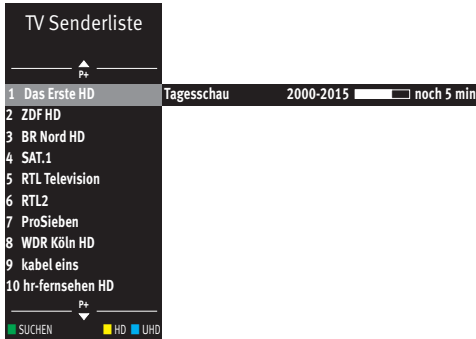 TV Senderliste
P+
1 Das Erste HD Tagesschau 2000-2015 noch 5 min
2 ZDF HD
3 BR Nord HD
4 SAT.1
5 RTL Television
6 RTL2
7 ProSieben
8 WDR Köln HD
9 kabel eins
10 hr-fernsehen HD
P+
SUCHEN HD UHD